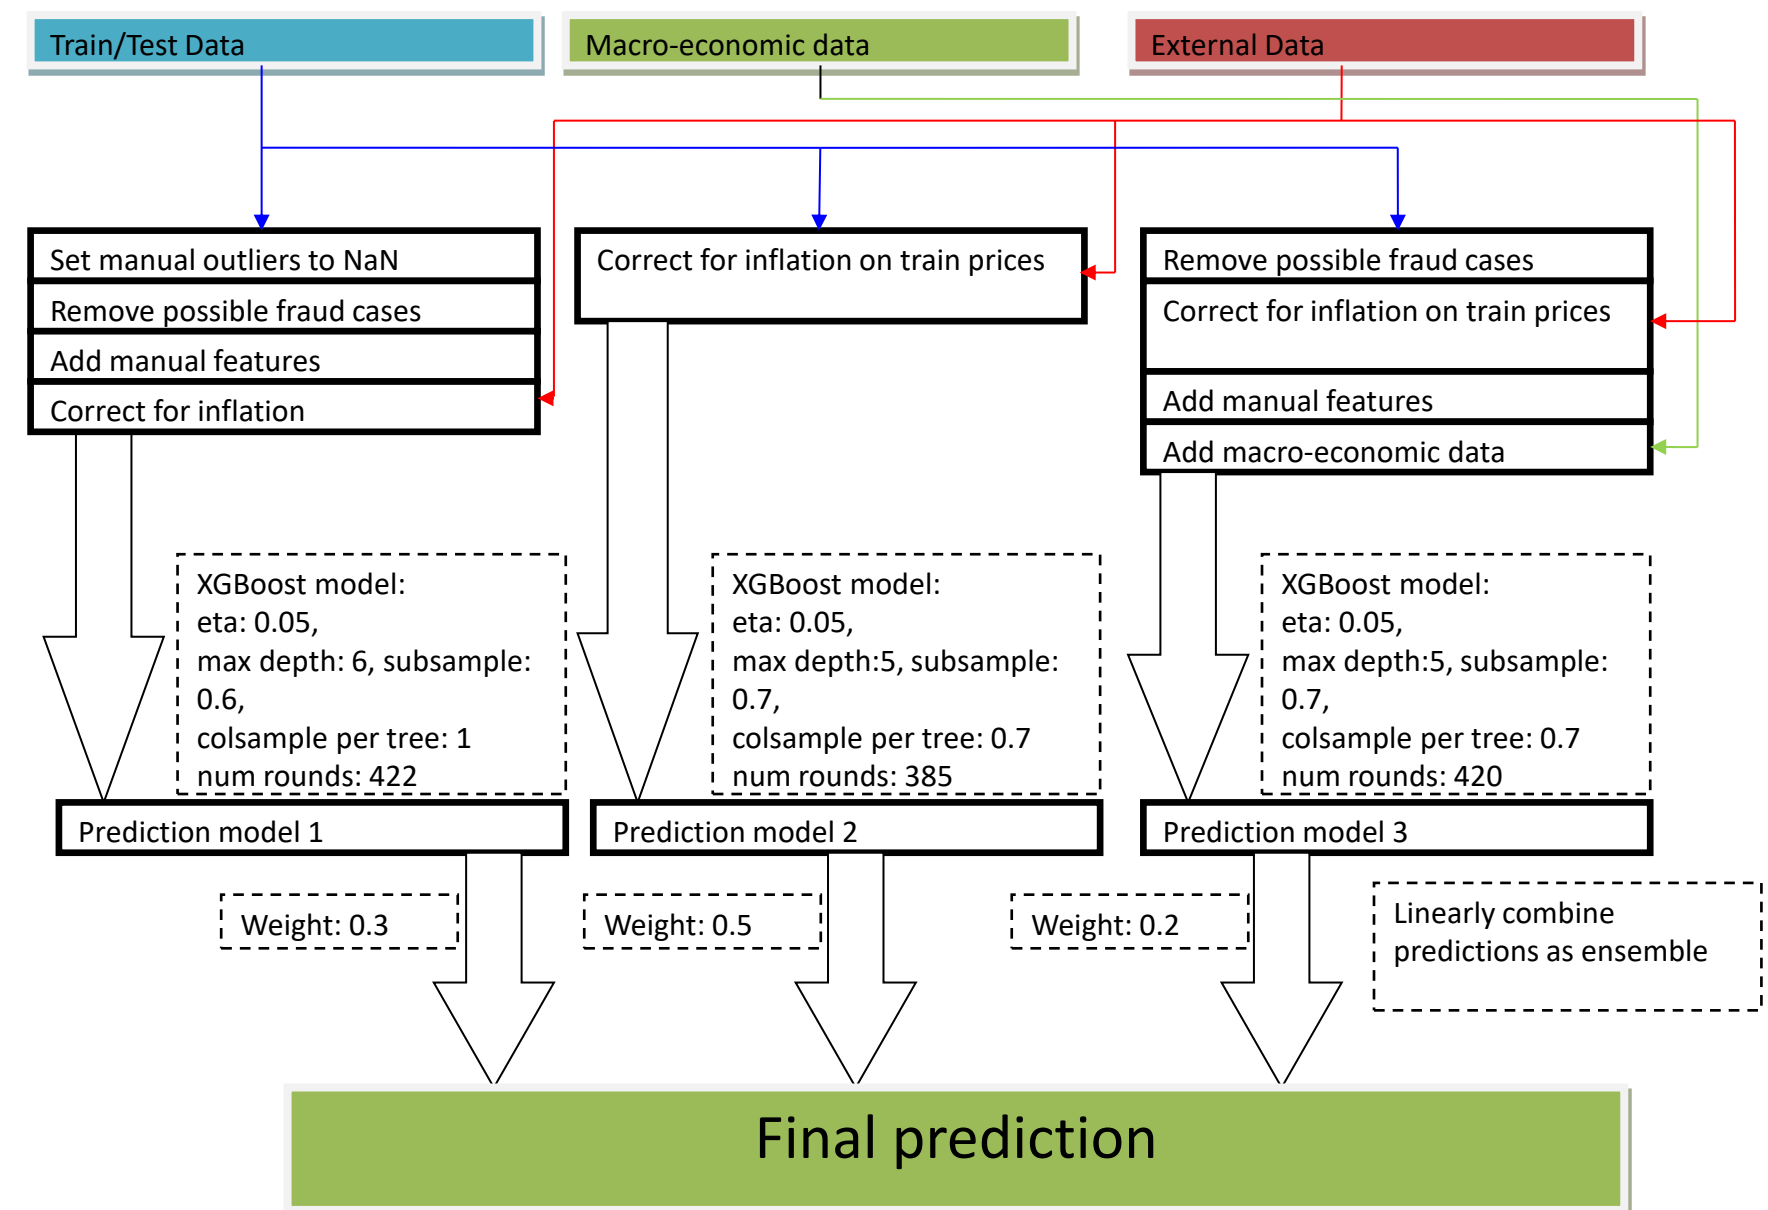 Train/Test Data
Macro-economic data
External Data
Set manual outliers to NaN
Remove possible fraud cases
Add manual features
Correct for inflation
Correct for inflation on train prices
Remove possible fraud cases
Correct for inflation on train prices
Add manual features
Add macro-economic data
XGBoost model:
eta: 0.05,
max depth: 6, subsample:
0.6,
colsample per tree: 1
num rounds: 422
XGBoost model:
eta: 0.05,
max depth:5, subsample:
0.7,
colsample per tree: 0.7
num rounds: 385
XGBoost model:
eta: 0.05,
max depth:5, subsample:
0.7,
colsample per tree: 0.7
num rounds: 420
Prediction model 1
Prediction model 2
Prediction model 3
Weight: 0.3
Weight: 0.5
Weight: 0.2
Linearly combine
predictions as ensemble
Final prediction